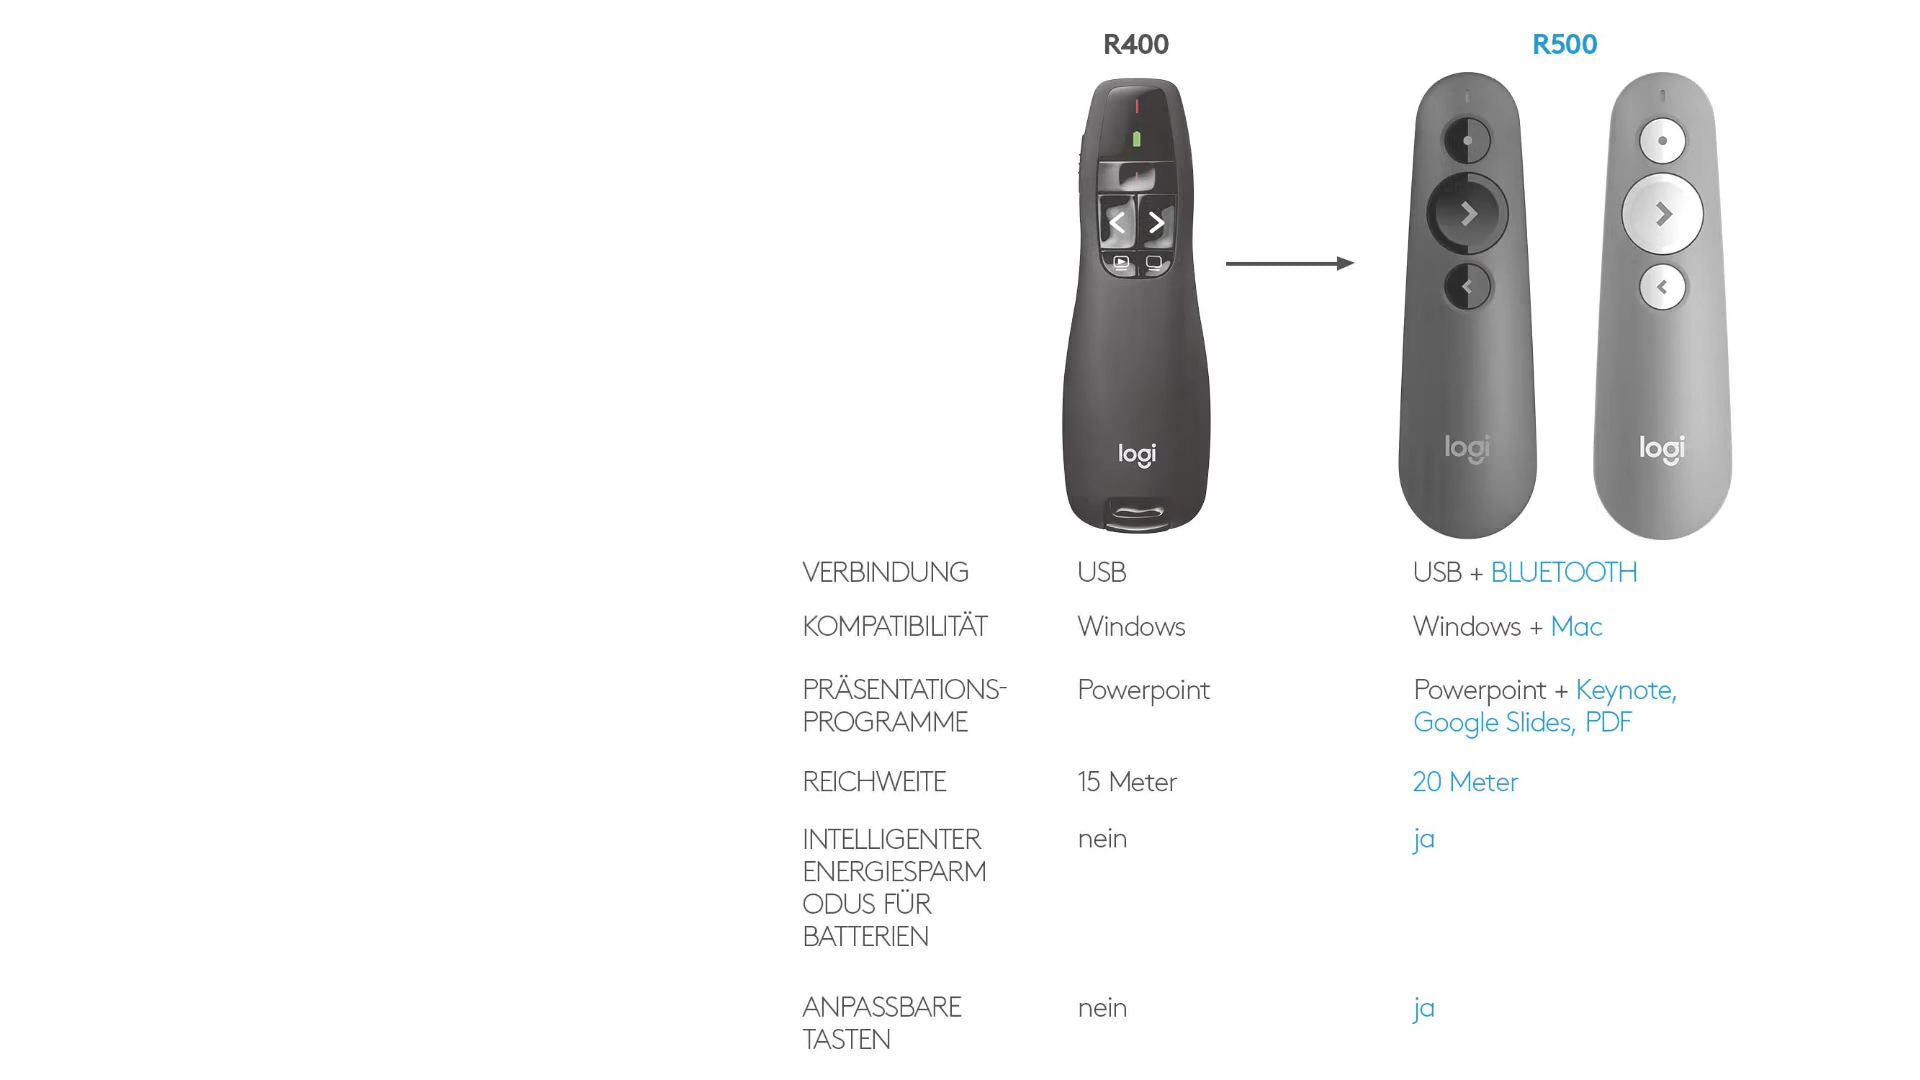 R400
R500
logi
logi
logi
VERBINDUNG
USB
USB + BLUETOOTH
KOMPATIBILITÄT
Windows
Windows + Mac
PRÄSENTATIONS-
PROGRAMME
Powerpoint
Powerpoint + Keynote,
Google Slides, PDF
REICHWEITE
15 Meter
20 Meter
INTELLIGENTER
ENERGIESPARM
ODUS FÜR
BATTERIEN
nein
ja
ANPASSBARE
TASTEN
nein
ja